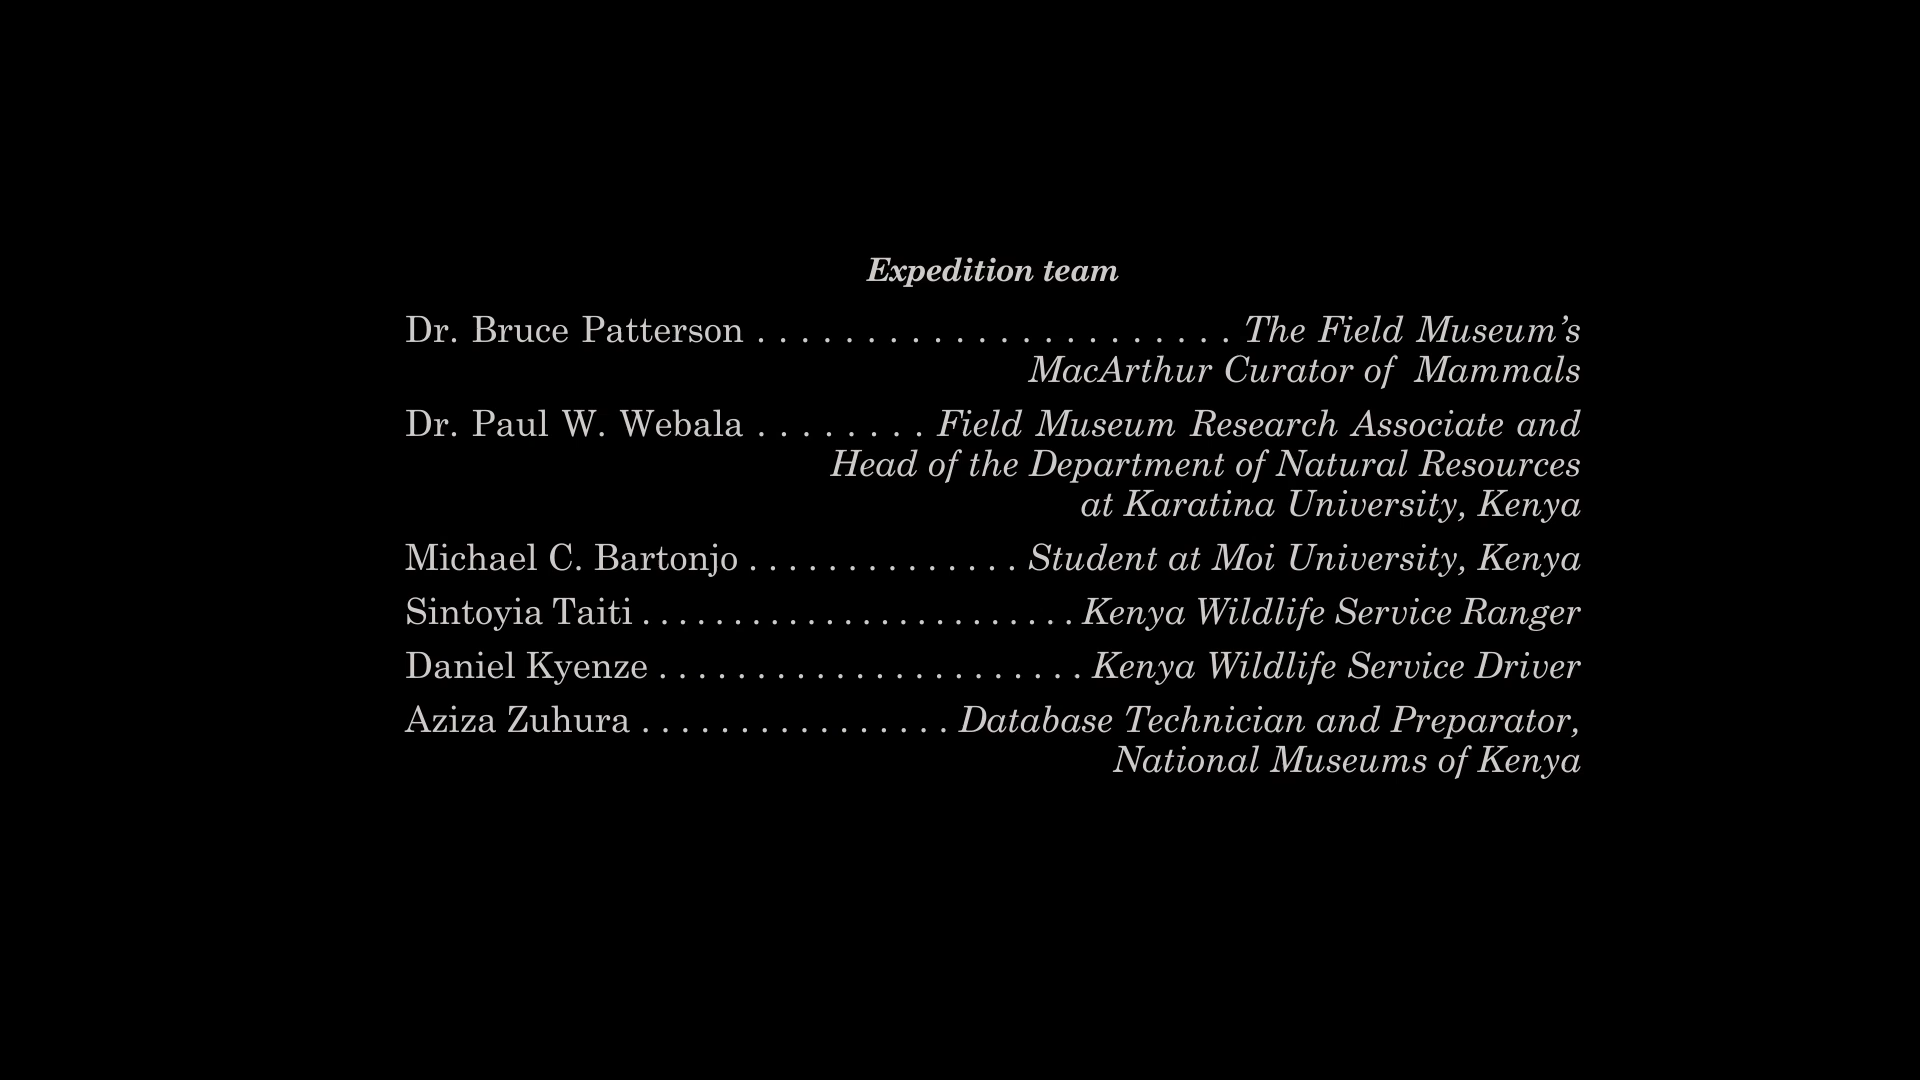 Expedition team
Dr. Bruce Patterson . . . . . . . . . . . . . . . . . . . . . . The Field Museum’s
MacArthur Curator of Mammals
Dr. Paul W. Webala . . . . . . . . Field Museum Research Associate and
Head of the Department of Natural Resources
at Karatina University, Kenya
Michael C. Bartonjo . . . . . . . . . . . . . . Student at Moi University, Kenya
Sintoyia Taiti . . . . . . . . . . . . . . . . . . . . . . . . Kenya Wildlife Service Ranger
Daniel Kyenze . . . . . . . . . . . . . . . . . . . . . . Kenya Wildlife Service Driver
Aziza Zuhura . . . . . . . . . . . . . . . . Database Technician and Preparator,
National Museums of Kenya